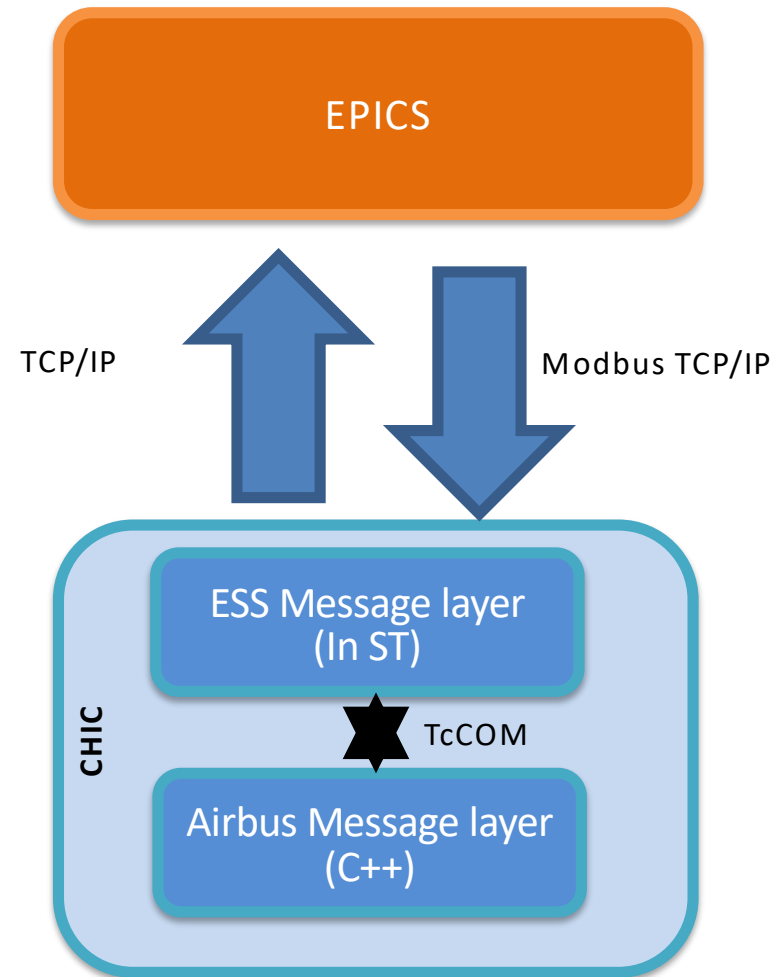 EPICS
TCP/IP
Modbus TCP/IP
ESS Message layer
(In ST)
CHIC
TcCOM
Airbus Message layer
(C++)